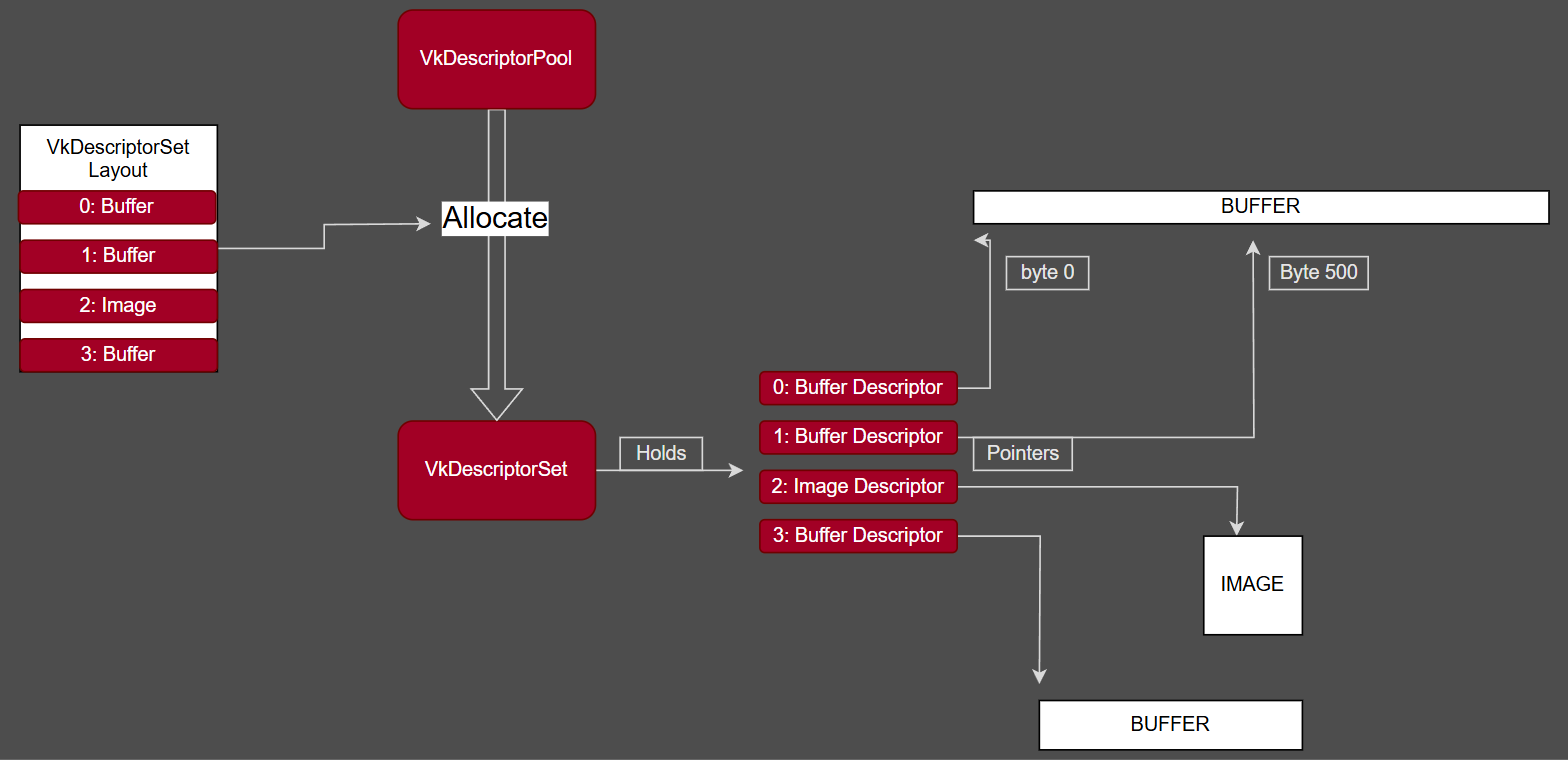 VkDescriptorPool
VkDescriptorSet
Layout
0: Buffer
1: Buffer
2: Image
3: Buffer
Allocate
VkDescriptorSet
Holds
0: Buffer Descriptor
1: Buffer Descriptor
2: Image Descriptor
3: Buffer Descriptor
Pointers
BUFFER
byte 0
Byte 500
IMAGE
BUFFER